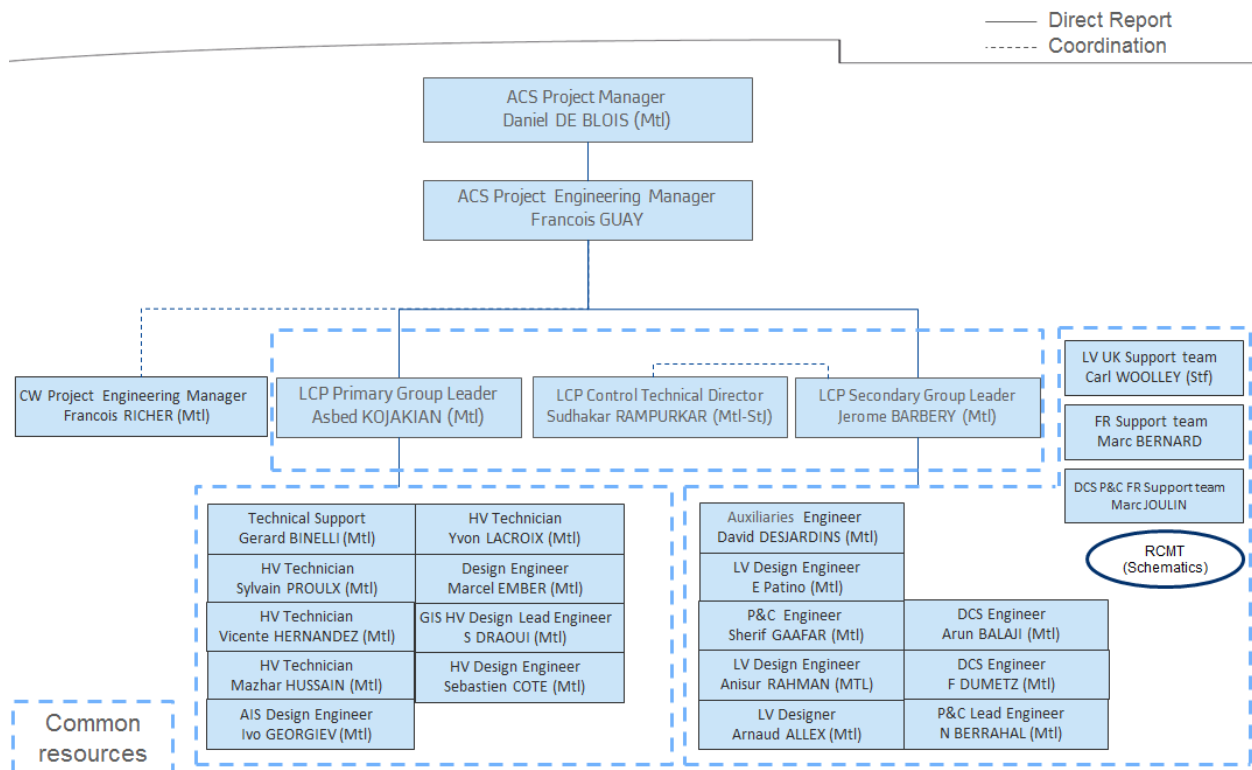 Direct Report
Coordination
ACS Project Manager
Daniel DE BLOIS (Mtl)
ACS Project Engineering Manager
Francois GUAY
CW Project Engineering Manager
Francois RICHER (Mtl)
LCP Primary Group Leader
Asbed KOJAKIAN (Mtl)
LCP Control Technical Director
Sudhakar RAMPURKAR (Mtl-StJ)
LCP Secondary Group Leader
Jerome BARBERY (Mtl)
LV UK Support team
Carl WOOLLEY (Stf)
FR Support team
Marc BERNARD
DCS P&C FR Support team
Marc JOULIN
RCMT
(Schematics)
Technical Support
Gerard BINELLI (Mtl)
HV Technician
Sylvain PROULX (Mtl)
HV Technician
Vicente HERNANDEZ (Mtl)
HV Technician
Mazhar HUSSAIN (Mtl)
AIS Design Engineer
Ivo GEORGIEV (Mtl)
HV Technician
Yvon LACROIX (Mtl)
Design Engineer
Marcel EMBER (Mtl)
GIS HV Design Lead Engineer
S DRAOUI (Mtl)
HV Design Engineer
Sebastien COTE (Mtl)
Auxiliaries Engineer
David DESJARDINS (Mtl)
LV Design Engineer
E Patino (Mtl)
P&C Engineer
Sherif GAAFAR (Mtl)
LV Design Engineer
Anisur RAHMAN (MTL)
LV Designer
Arnaud ALLEX (Mtl)
DCS Engineer
Arun BALAJI (Mtl)
DCS Engineer
F DUMETZ (Mtl)
P&C Lead Engineer
N BERRAHAL (Mtl)
Common
resources